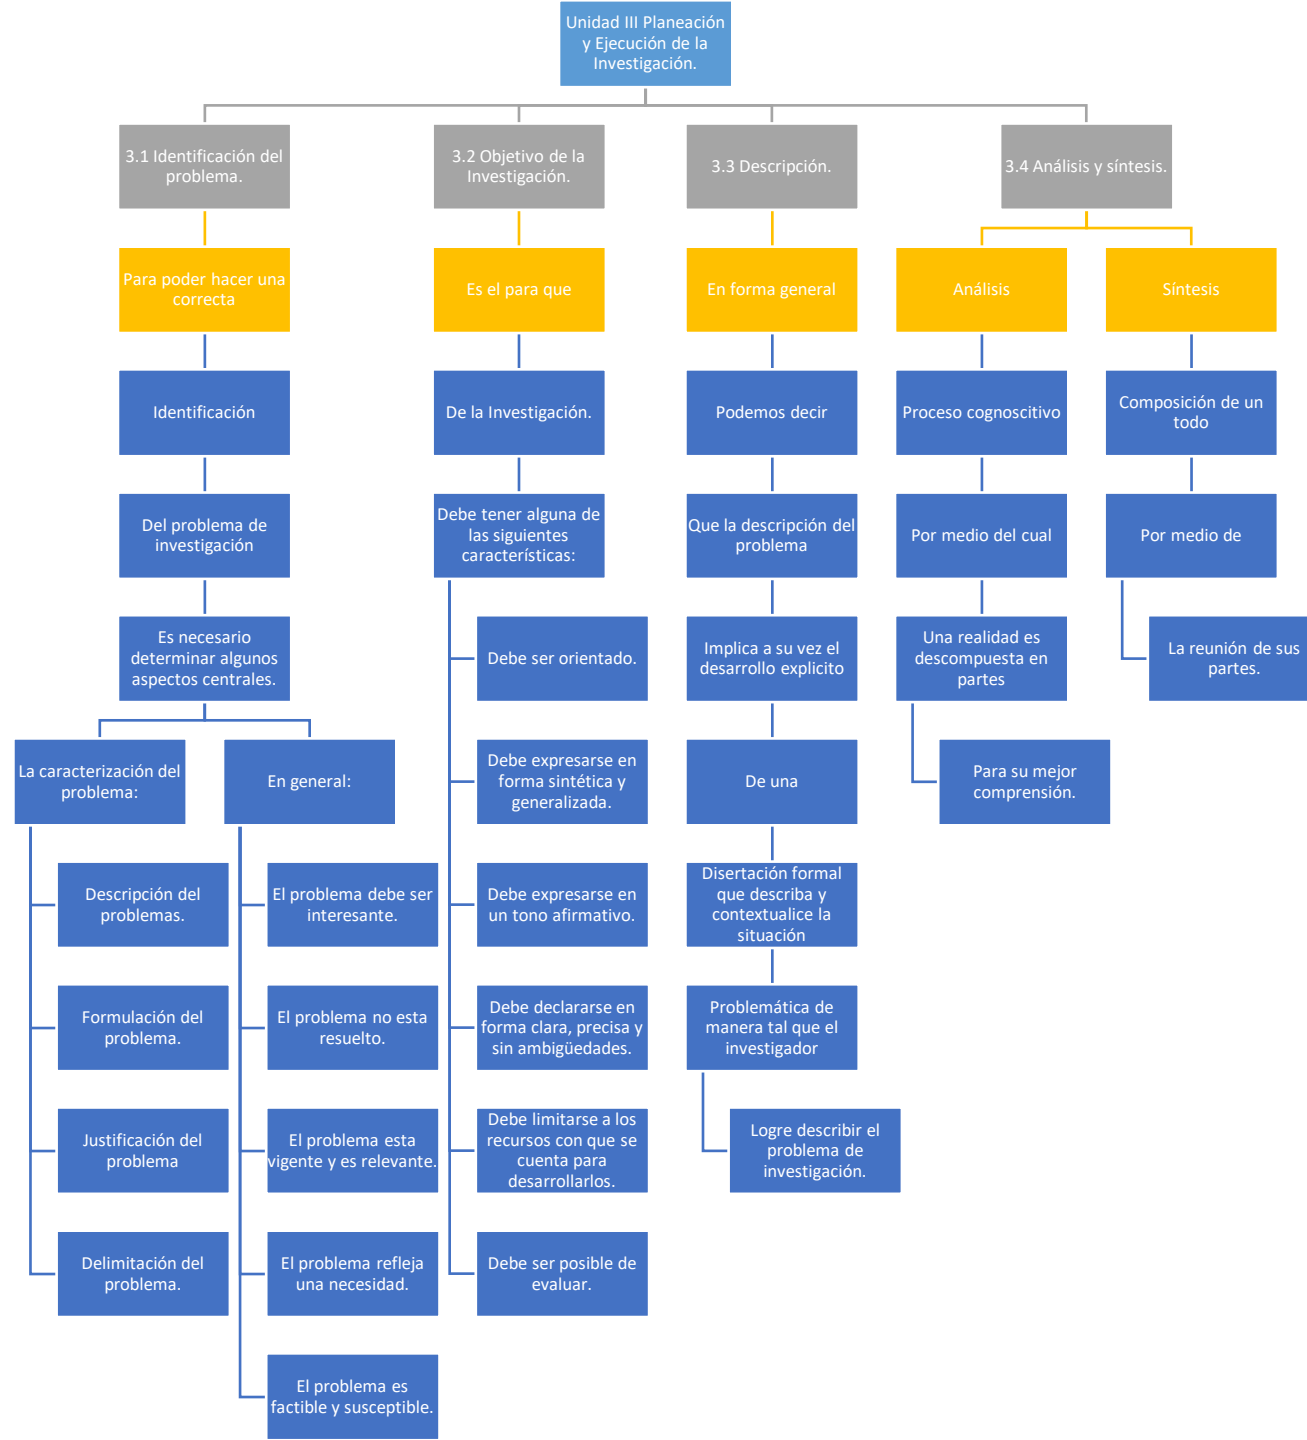 Unidad III Planeación
y Ejecución de la
Investigación.
3.1 Identificación del
problema.
3.2 Objetivo de la
Investigación.
3.3 Descripción.
3.4 Análisis y síntesis.
Para poder hacer una
correcta
Es el para que
En forma general
Análisis
Síntesis
Identificación
De la Investigación.
Podemos decir
Proceso cognoscitivo
Composición de un
todo
Del problema de
investigación
Debe tener alguna de
las siguientes
características:
Que la descripción del
problema
Por medio del cual
Por medio de
Es necesario
determinar algunos
aspectos centrales.
Debe ser orientado.
Implica a su vez el
desarrollo explicito
Una realidad es
descompuesta en
partes
La reunión de sus
partes.
La caracterización del
problema:
En general:
Debe expresarse en
forma sintética y
generalizada.
De una
Para su mejor
comprensión.
Descripción del
problemas.
El problema debe ser
interesante.
Debe expresarse en
un tono afirmativo.
Disertación formal
que describa y
contextualice la
situación
Formulación del
problema.
El problema no esta
resuelto.
Debe declararse en
forma clara, precisa y
sin ambigüedades.
Problemática de
manera tal que el
investigador
Justificación del
problema
El problema esta
vigente y es relevante.
Debe limitarse a los
recursos con que se
cuenta para
desarrollarlos.
Logre describir el
problema de
investigación.
Delimitación del
problema.
El problema refleja
una necesidad.
Debe ser posible de
evaluar.
El problema es
factible y susceptible.